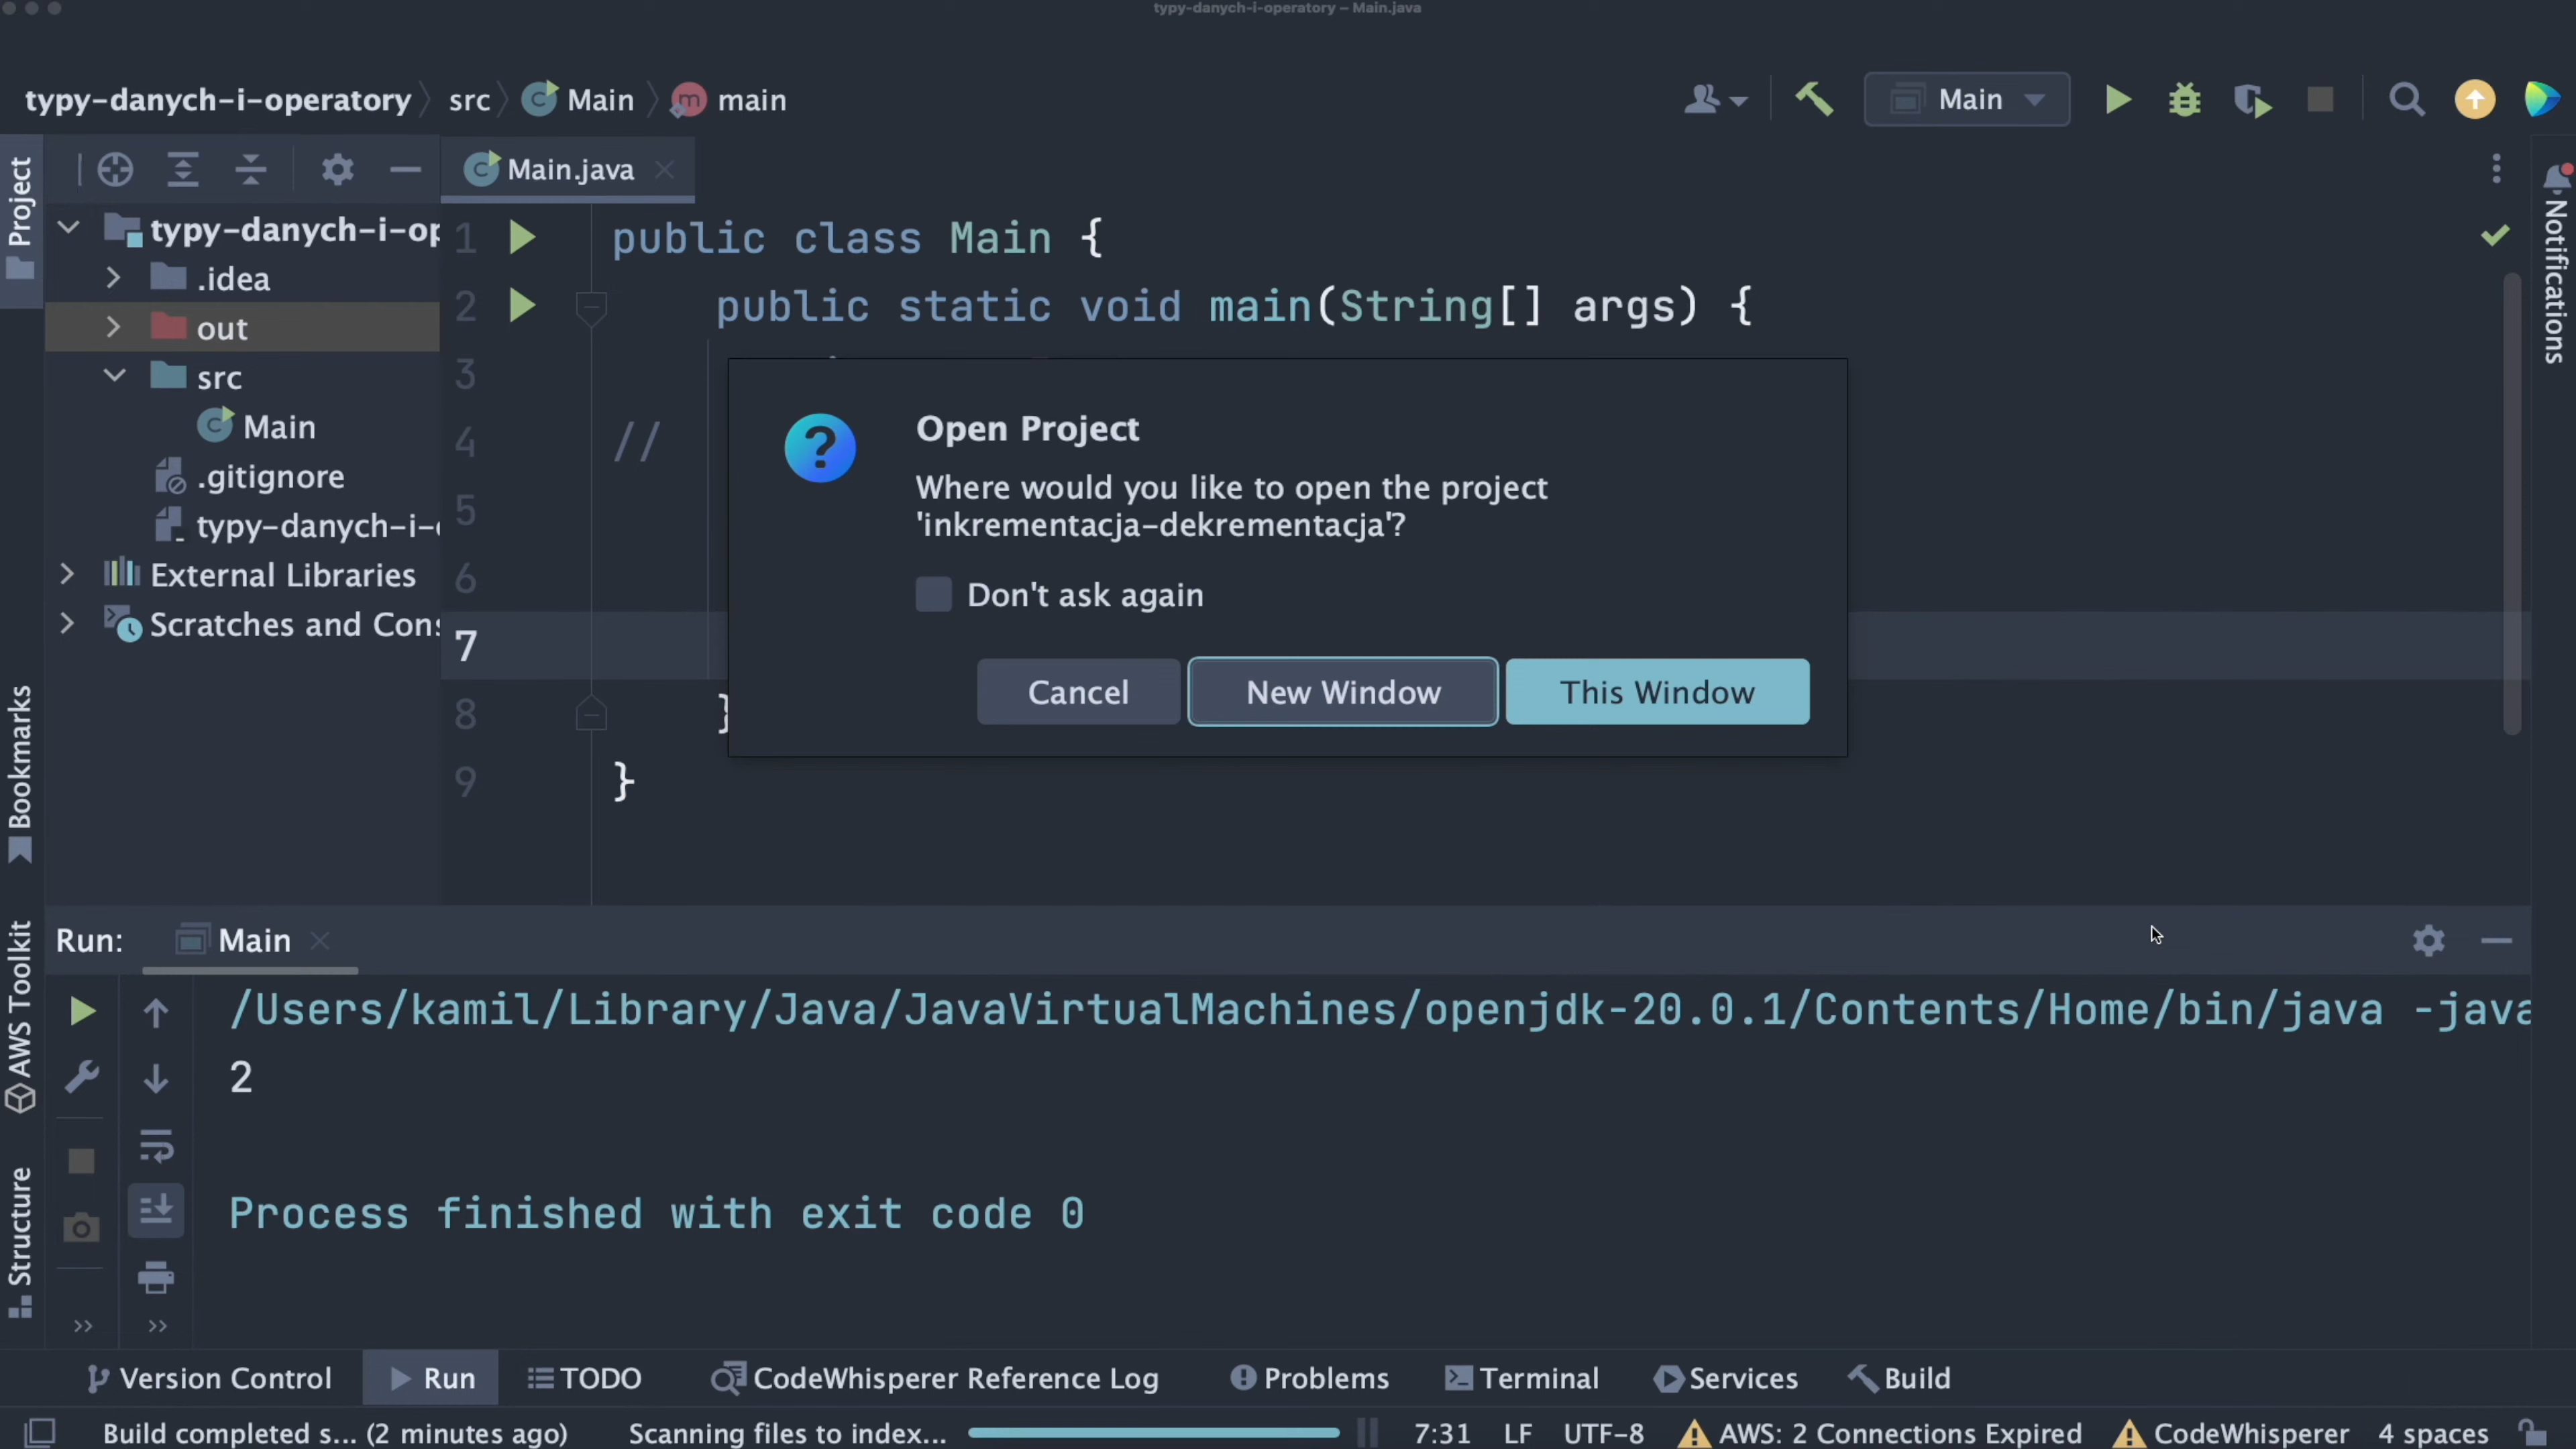 typy-danych-i-operatory – Main.java
typy-danych-i-operatory src Main main
Main
Project
Main.java
Notifications
typy-danych-i-op
.idea
out
src
Main
.gitignore
typy-danych-i-
External Libraries
Scratches and Cons
1 public class Main {
2 public static void main(String[] args) {
3
4 //
5
6
7
8 }
9 }
Open Project
Where would you like to open the project
'inkrementacja-dekrementacja'?
Don't ask again
Cancel New Window This Window
Bookmarks
AWS Toolkit
Structure
Run: Main
/Users/kamil/Library/Java/JavaVirtualMachines/openjdk-20.0.1/Contents/Home/bin/java -java
2
Process finished with exit code 0
Version Control Run TODO CodeWhisperer Reference Log Problems Terminal Services Build
Build completed s... (2 minutes ago) Scanning files to index... 7:31 LF UTF-8 AWS: 2 Connections Expired CodeWhisperer 4 spaces